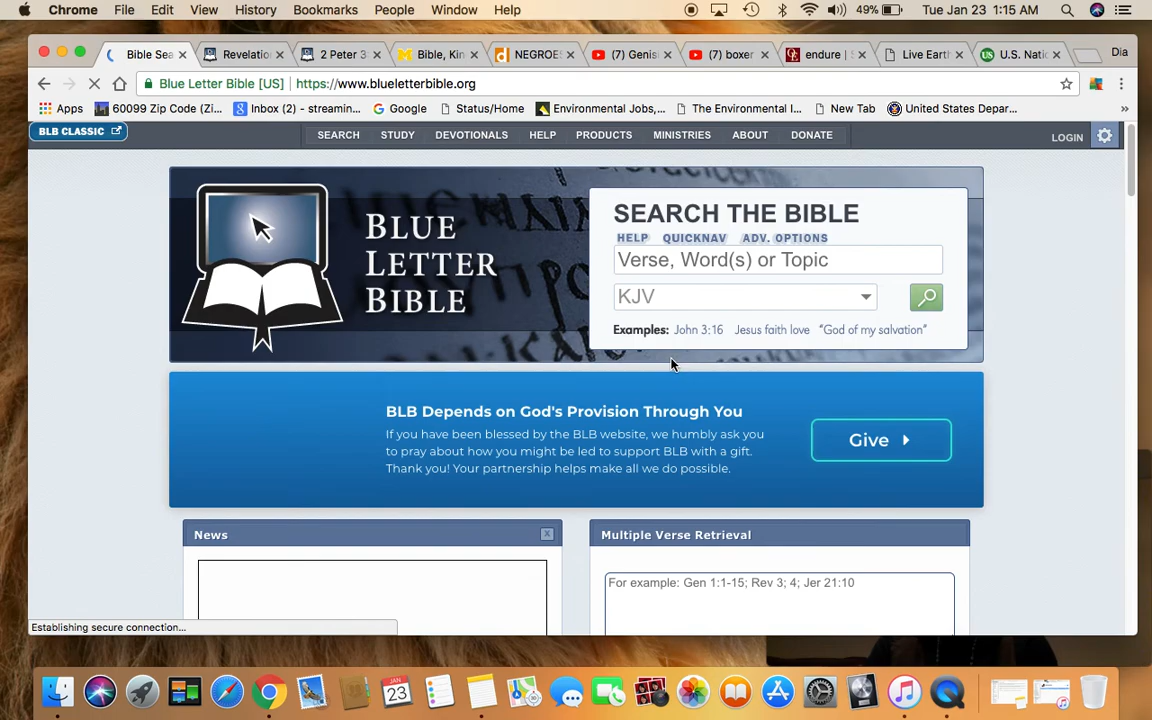 Chrome File Edit View History Bookmarks People Window Help 49% Tue Jan 23 1:15 AM
Bible Sea Revelation 2 Peter 3 Bible, Kin NEGROES (7) Genis (7) boxer endure | S Live Earth U.S. Natio Dia
Blue Letter Bible [US] https://www.blueletterbible.org
Apps 60099 Zip Code (Zi... Inbox (2) - streamin... Google Status/Home Environmental Jobs,... The Environmental I... New Tab United States Depar... »
BLB CLASSIC SEARCH STUDY DEVOTIONALS HELP PRODUCTS MINISTRIES ABOUT DONATE LOGIN
BLUE
LETTER
BIBLE
SEARCH THE BIBLE
HELP QUICKNAV ADV. OPTIONS
Verse, Word(s) or Topic
KJV
Examples: John 3:16 Jesus faith love "God of my salvation"
BLB Depends on God's Provision Through You
If you have been blessed by the BLB website, we humbly ask you
to pray about how you might be led to support BLB with a gift.
Thank you! Your partnership helps make all we do possible.
Give
News
Multiple Verse Retrieval
For example: Gen 1:1-15; Rev 3; 4; Jer 21:10
Establishing secure connection...
JAN
23